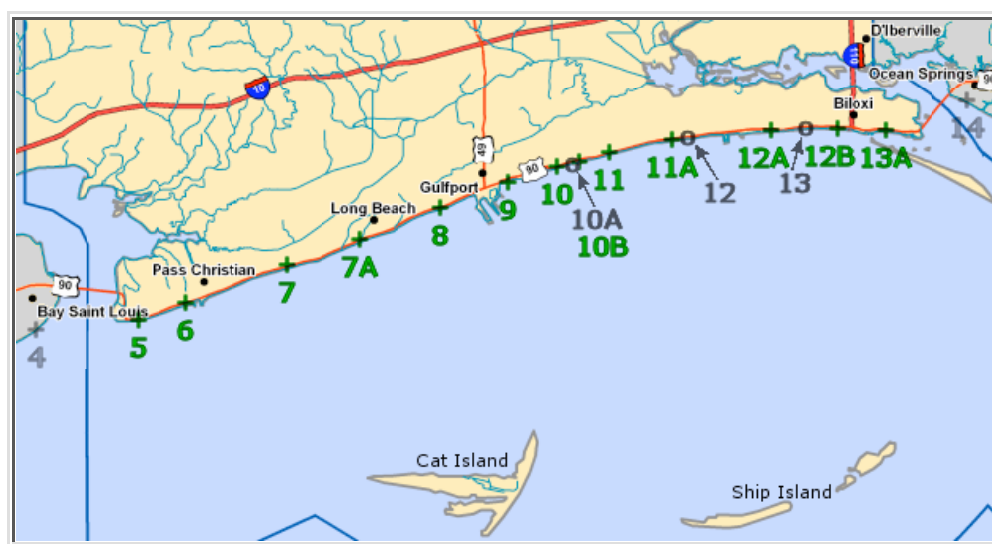 D'Iberville
110
Ocean Springs
90
10
Biloxi
14
49
90
Gulfport
9
10
11
11A
12
12A
13
12B
13A
10A
10B
Long Beach
8
7A
Pass Christian
7
90
Bay Saint Louis
6
5
4
Cat Island
Ship Island